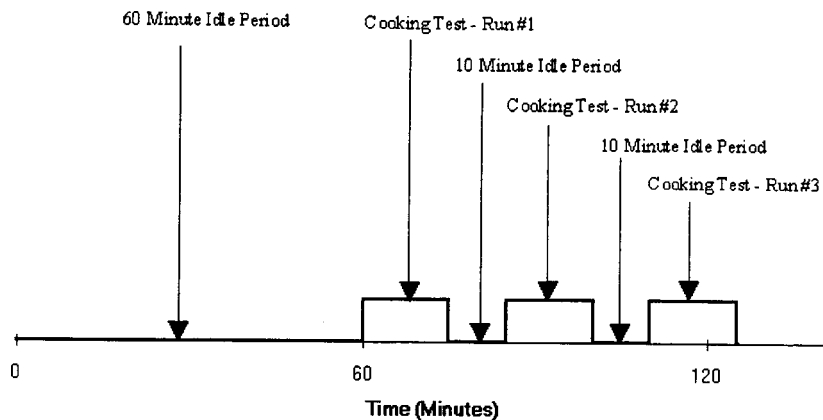 60 Minute Idle Period
Cooking Test - Run #1
10 Minute Idle Period
Cooking Test - Run #2
10 Minute Idle Period
Cooking Test - Run #3
0
60
120
Time (Minutes)